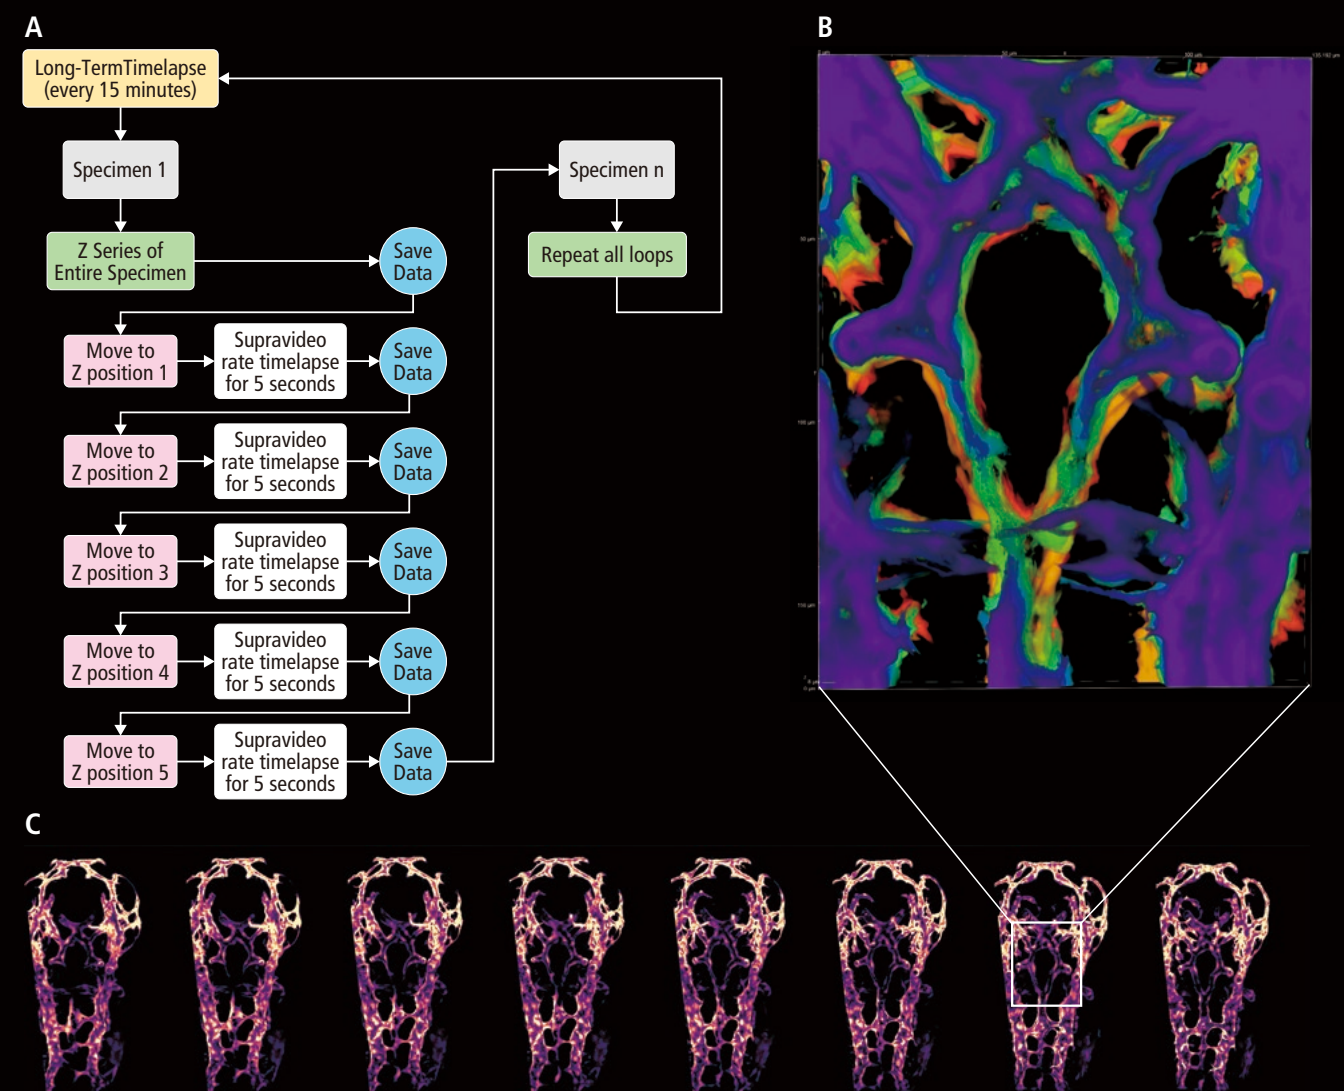 A
B
Long-TermTimelapse
(every 15 minutes)
Specimen 1
Specimen n
Z Series of
Entire Specimen
Save
Data
Repeat all loops
Move to
Z position 1
Supravideo
rate timelapse
for 5 seconds
Save
Data
Move to
Z position 2
Supravideo
rate timelapse
for 5 seconds
Save
Data
Move to
Z position 3
Supravideo
rate timelapse
for 5 seconds
Save
Data
Move to
Z position 4
Supravideo
rate timelapse
for 5 seconds
Save
Data
Move to
Z position 5
Supravideo
rate timelapse
for 5 seconds
Save
Data
C